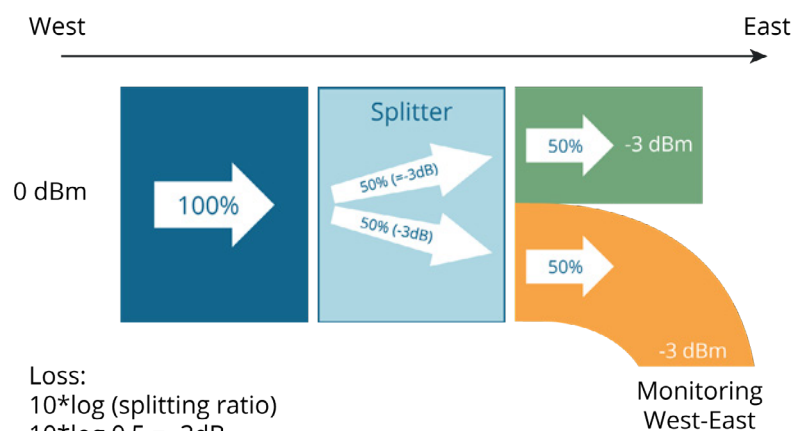 West
East
Splitter
0 dBm
100%
50% (=-3dB)
50% (-3dB)
50%
-3 dBm
50%
-3 dBm
Loss:
10*log (splitting ratio)
Monitoring
West-East